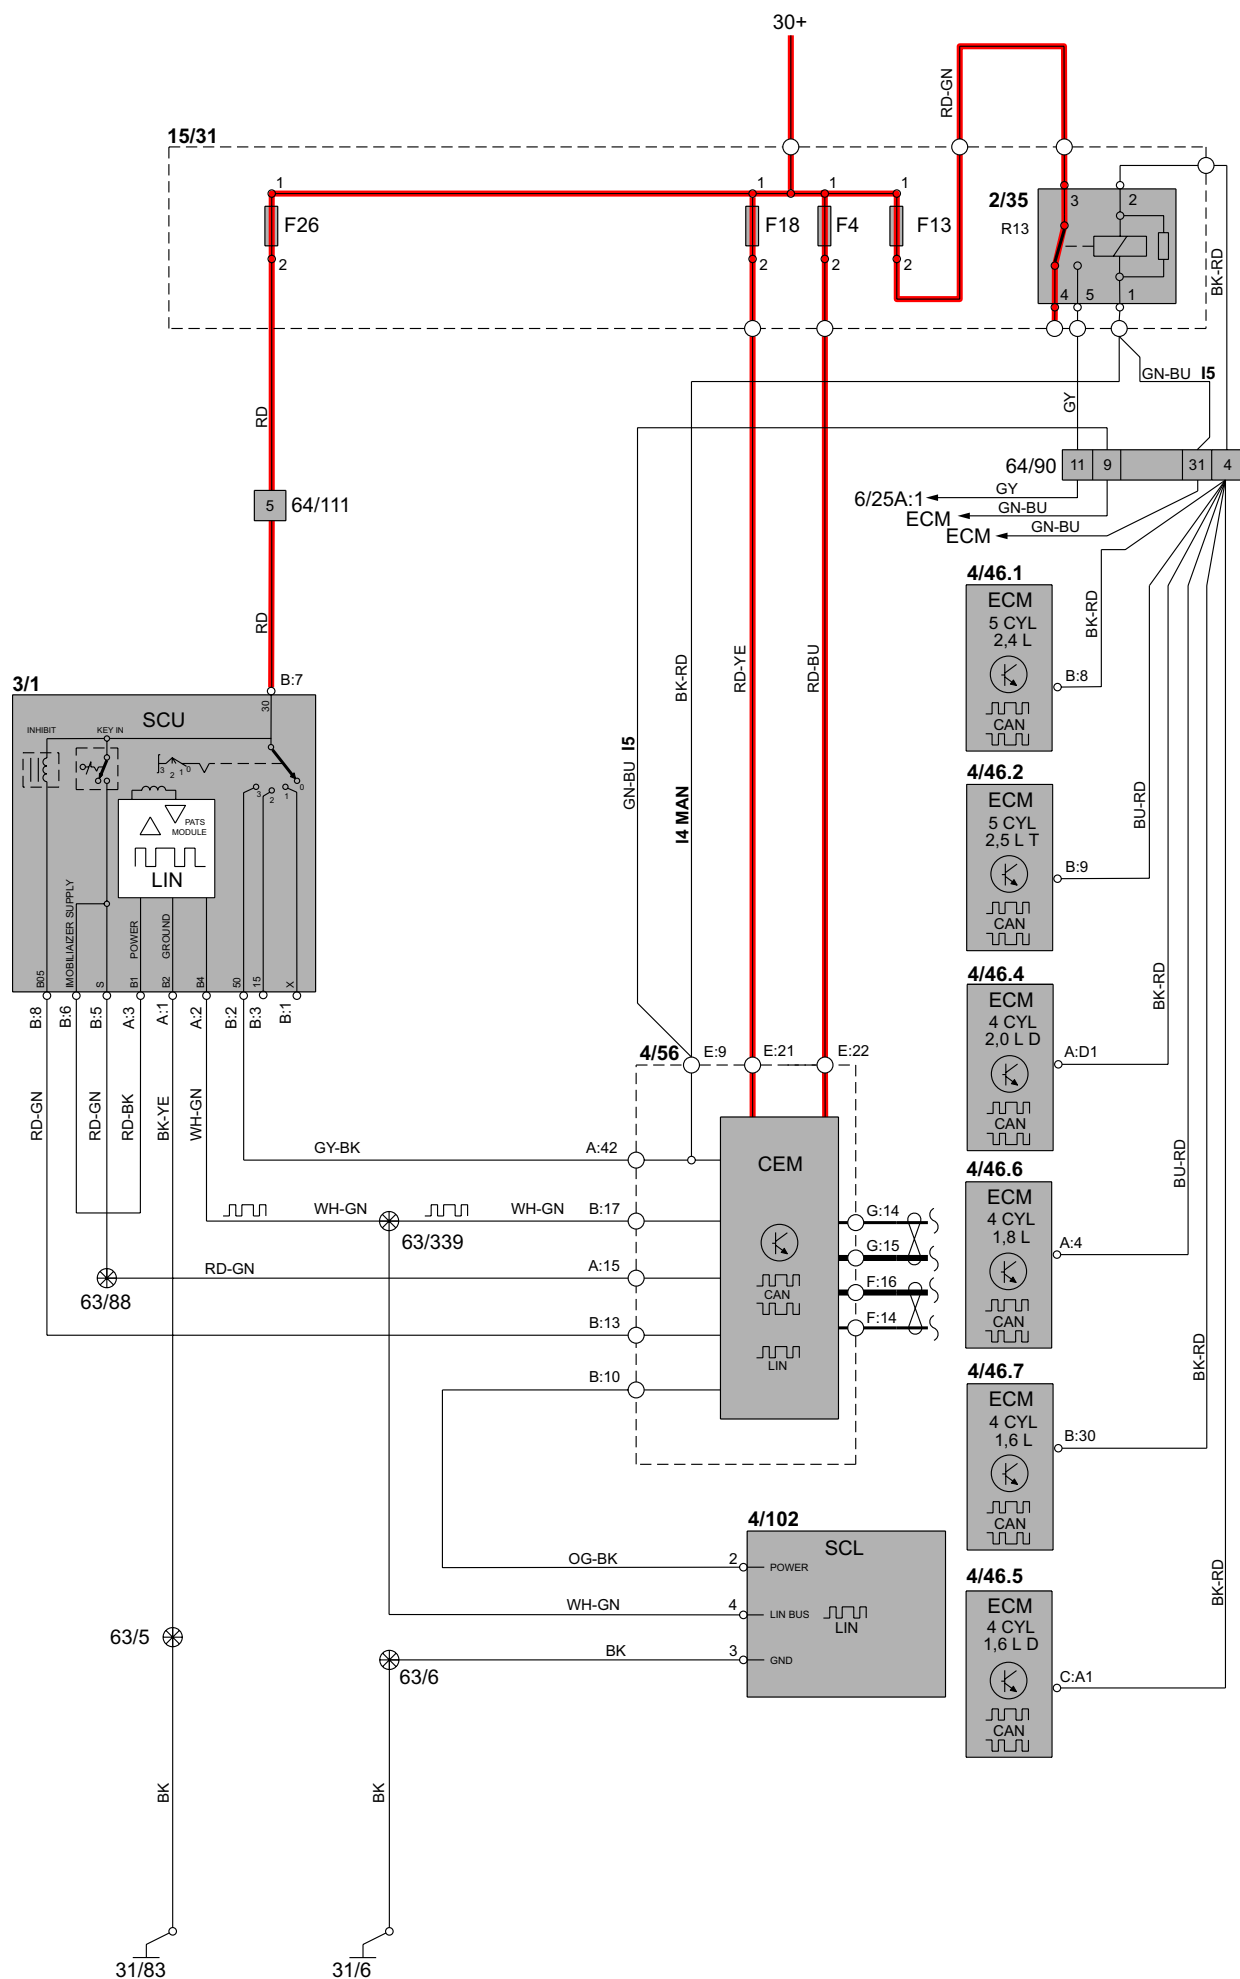 30+
RD-GN
15/31
1
1
1
1
F26
F18
F4
F13
2
2
2
2
2/35
R13
3
2
4
5
1
BK-RD
GN-BU I5
GY
RD
64/90
11
9
31
4
5
64/111
6/25A:1
GY
ECM
GN-BU
ECM
GN-BU
RD
BK-RD
RD-YE
RD-BU
GN-BU I5
I4 MAN
4/46.1
ECM
5 CYL
2,4 L
CAN
B:8
BK-RD
4/46.2
ECM
5 CYL
2,5 L T
CAN
B:9
BU-RD
4/46.4
ECM
4 CYL
2,0 L D
CAN
A:D1
BK-RD
4/46.6
ECM
4 CYL
1,8 L
CAN
A:4
BU-RD
4/46.7
ECM
4 CYL
1,6 L
CAN
B:30
BK-RD
4/46.5
ECM
4 CYL
1,6 L D
CAN
C:A1
BK-RD
3/1
B:7
SCU
30
INHIBIT
KEY IN
3
2
1
0
3
2
1
0
PATS
MODULE
LIN
B05
IMOBILIAIZER SUPPLY
S
B1
POWER
B2
GROUND
B4
50
15
X
B:8
B:6
B:5
A:3
A:1
A:2
B:2
B:3
B:1
RD-GN
RD-GN
RD-BK
BK-YE
WH-GN
4/56
E:9
E:21
E:22
GY-BK
A:42
CEM
WH-GN
WH-GN
B:17
63/339
RD-GN
A:15
63/88
B:13
B:10
CAN
LIN
G:14
G:15
F:16
F:14
4/102
SCL
OG-BK
2
POWER
WH-GN
4
LIN BUS
LIN
BK
3
GND
63/5
63/6
BK
BK
31/83
31/6